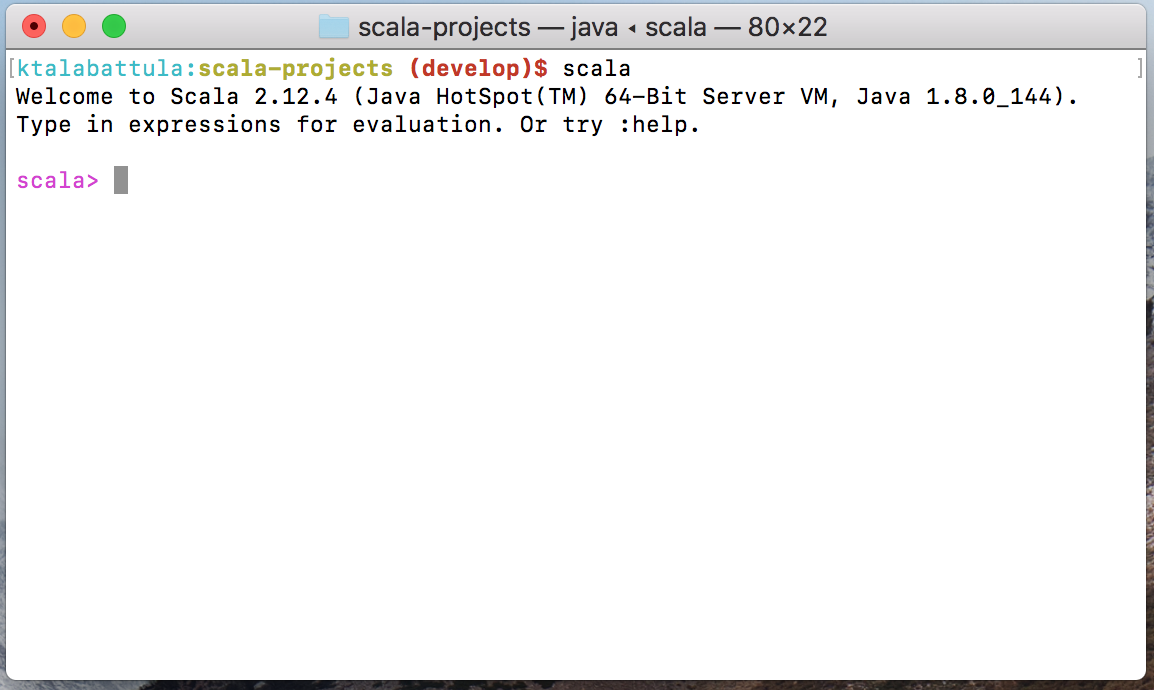 scala-projects — java ◂ scala — 80×22
[ktalabattula:scala-projects (develop)$ scala ]
Welcome to Scala 2.12.4 (Java HotSpot(TM) 64-Bit Server VM, Java 1.8.0_144).
Type in expressions for evaluation. Or try :help.
scala>